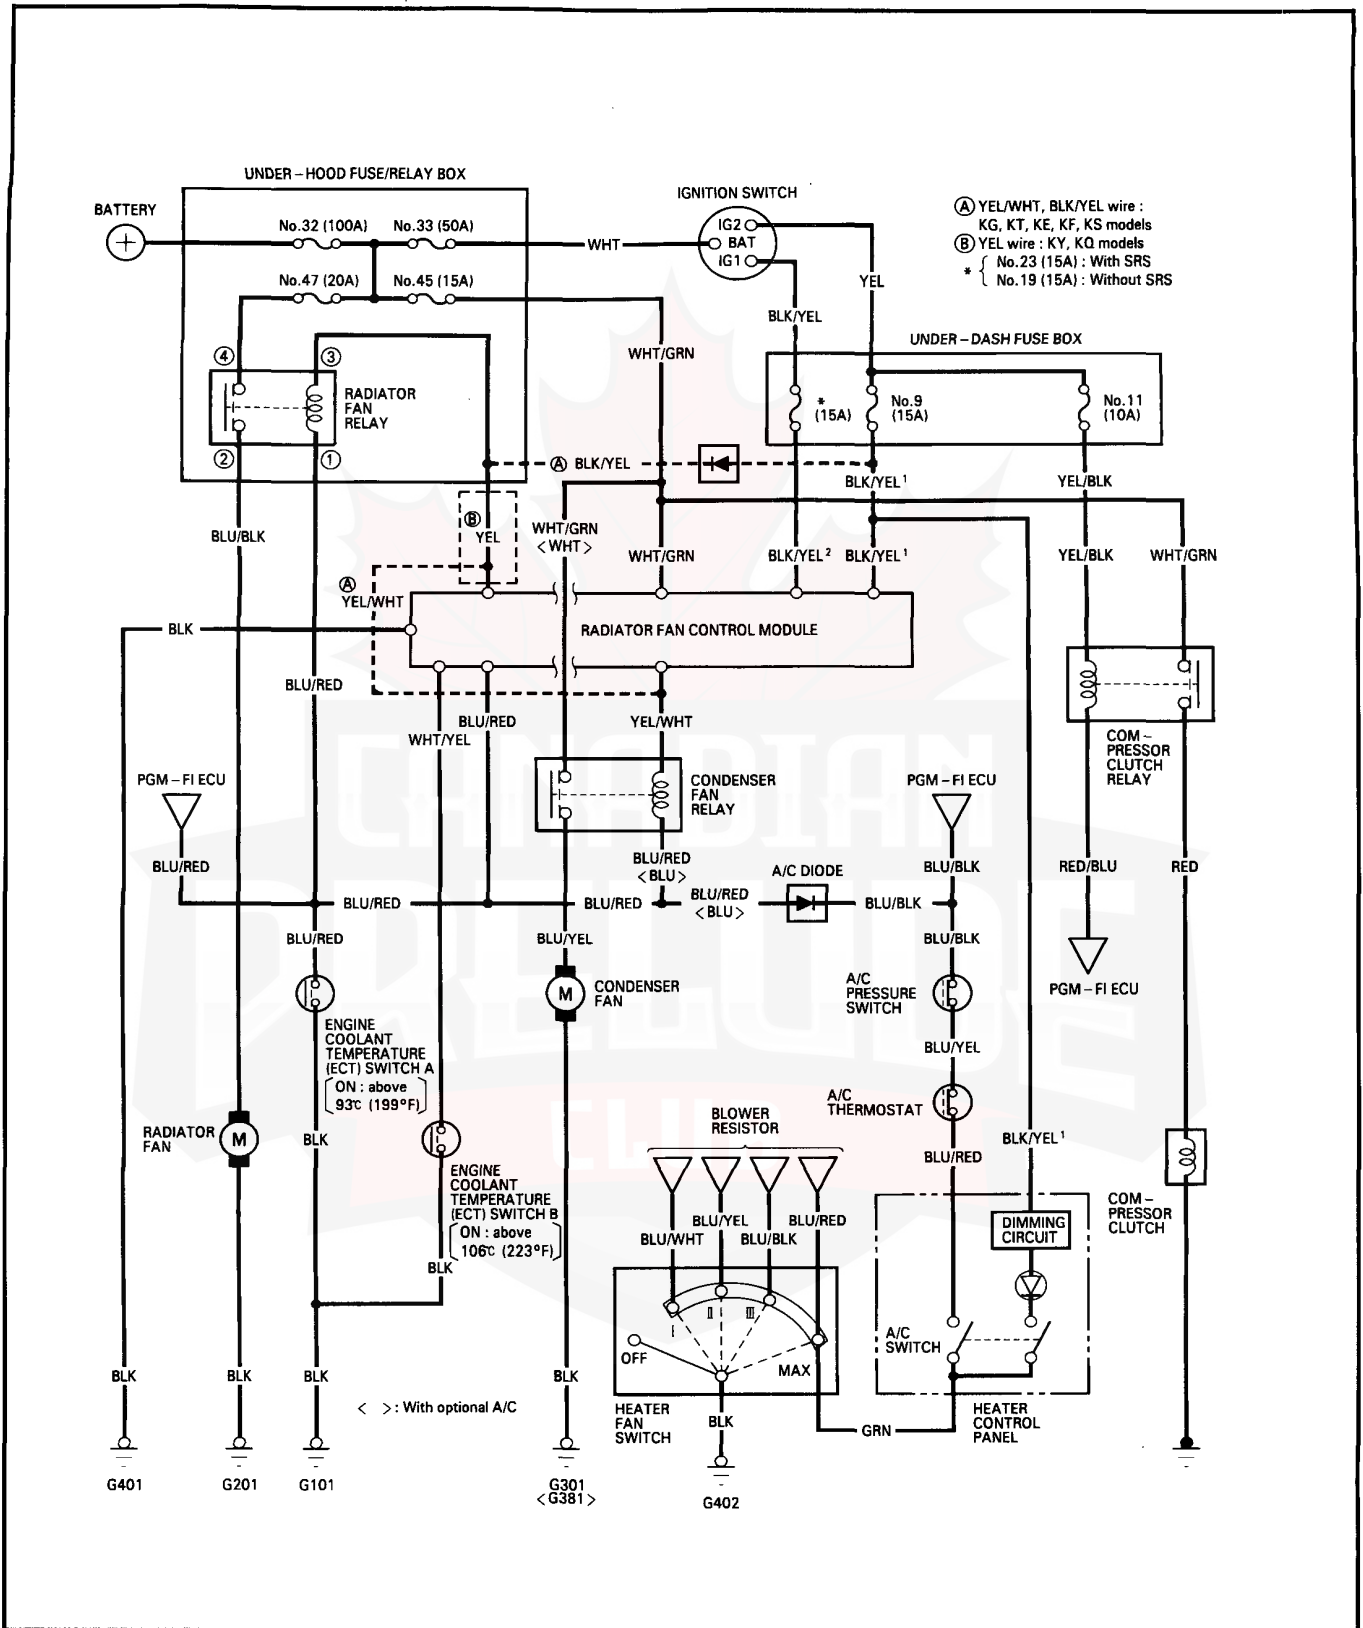 UNDER–HOOD FUSE/RELAY BOX
BATTERY
No.32 (100A)
No.33 (50A)
No.47 (20A)
No.45 (15A)
WHT
IGNITION SWITCH
IG2
BAT
IG1
Ⓐ YEL/WHT, BLK/YEL wire :
KG, KT, KE, KF, KS models
Ⓑ YEL wire : KY, KQ models
* { No.23 (15A) : With SRS
No.19 (15A) : Without SRS
YEL
BLK/YEL
WHT/GRN
UNDER–DASH FUSE BOX
④
③
RADIATOR
FAN
RELAY
②
①
*
(15A)
No.9
(15A)
No.11
(10A)
Ⓐ BLK/YEL
BLK/YEL¹
YEL/BLK
BLU/BLK
Ⓑ
YEL
WHT/GRN
<WHT>
WHT/GRN
BLK/YEL²
BLK/YEL¹
YEL/BLK
WHT/GRN
Ⓐ
YEL/WHT
BLK
RADIATOR FAN CONTROL MODULE
BLU/RED
BLU/RED
WHT/YEL
YEL/WHT
COM–
PRESSOR
CLUTCH
RELAY
PGM–FI ECU
CONDENSER
FAN
RELAY
PGM–FI ECU
CANADIAN
PRELUDE
CLUB
BLU/RED
BLU/RED
<BLU>
A/C DIODE
BLU/BLK
RED/BLU
RED
BLU/RED
BLU/RED
BLU/RED
<BLU>
BLU/BLK
BLU/RED
BLU/YEL
BLU/BLK
M
CONDENSER
FAN
A/C
PRESSURE
SWITCH
PGM–FI ECU
ENGINE
COOLANT
TEMPERATURE
(ECT) SWITCH A
ON : above
93℃ (199°F)
BLU/YEL
A/C
THERMOSTAT
RADIATOR
FAN
M
BLK
BLOWER
RESISTOR
BLK/YEL¹
BLU/RED
ENGINE
COOLANT
TEMPERATURE
(ECT) SWITCH B
ON : above
106℃ (223°F)
BLK
BLU/YEL
BLU/RED
BLU/WHT
BLU/BLK
DIMMING
CIRCUIT
COM–
PRESSOR
CLUTCH
I
II
III
OFF
MAX
A/C
SWITCH
BLK
BLK
BLK
BLK
< > : With optional A/C
HEATER
FAN
SWITCH
BLK
GRN
HEATER
CONTROL
PANEL
G401
G201
G101
G301
<G381>
G402